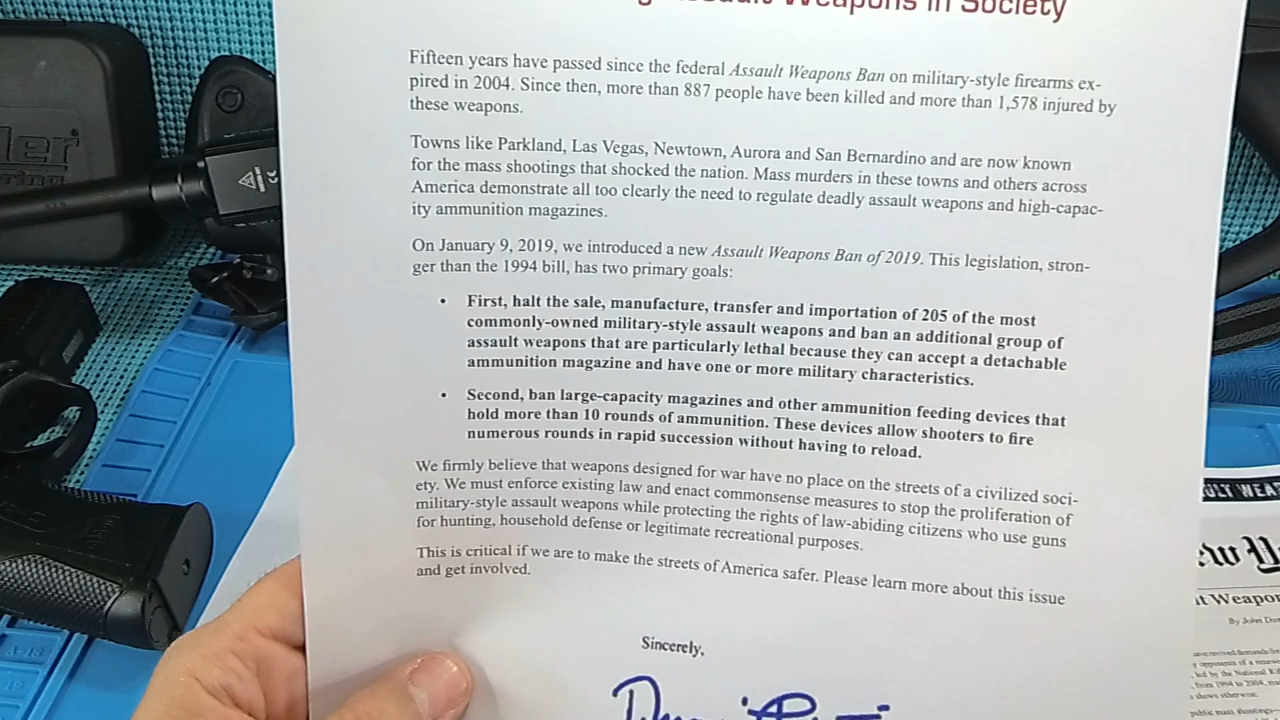 Assault Weapons in Society
Fifteen years have passed since the federal Assault Weapons Ban on military-style firearms ex-
pired in 2004. Since then, more than 887 people have been killed and more than 1,578 injured by
these weapons.
Towns like Parkland, Las Vegas, Newtown, Aurora and San Bernardino and are now known
for the mass shootings that shocked the nation. Mass murders in these towns and others across
America demonstrate all too clearly the need to regulate deadly assault weapons and high-capac-
ity ammunition magazines.
On January 9, 2019, we introduced a new Assault Weapons Ban of 2019. This legislation, stron-
ger than the 1994 bill, has two primary goals:
• First, halt the sale, manufacture, transfer and importation of 205 of the most
commonly-owned military-style assault weapons and ban an additional group of
assault weapons that are particularly lethal because they can accept a detachable
ammunition magazine and have one or more military characteristics.
• Second, ban large-capacity magazines and other ammunition feeding devices that
hold more than 10 rounds of ammunition. These devices allow shooters to fire
numerous rounds in rapid succession without having to reload.
We firmly believe that weapons designed for war have no place on the streets of a civilized soci-
ety. We must enforce existing law and enact commonsense measures to stop the proliferation of
military-style assault weapons while protecting the rights of law-abiding citizens who use guns
for hunting, household defense or legitimate recreational purposes.
This is critical if we are to make the streets of America safer. Please learn more about this issue
and get involved.
Sincerely,
By John